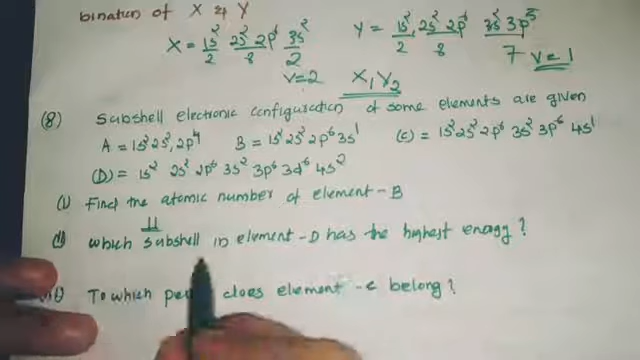 bination of X & Y
X = 1s² 2s² 2p⁶ 3s²
2 8 2
V=2
Y = 1s², 2s² 2p⁶ 3s² 3p⁵
2 8 7 V=1
X₁Y₂
(8) Subshell electronic configuration of some elements are given
A = 1s² 2s², 2p⁴ B = 1s² 2s² 2p⁶ 3s¹ (C) = 1s² 2s² 2p⁶ 3s² 3p⁶ 4s¹
(D) = 1s² 2s² 2p⁶ 3s² 3p⁶ 3d⁶ 4s²
(i) Find the atomic number of element - B
11
(ii) Which subshell in element - D has the highest energy?
To which does element - C belong?